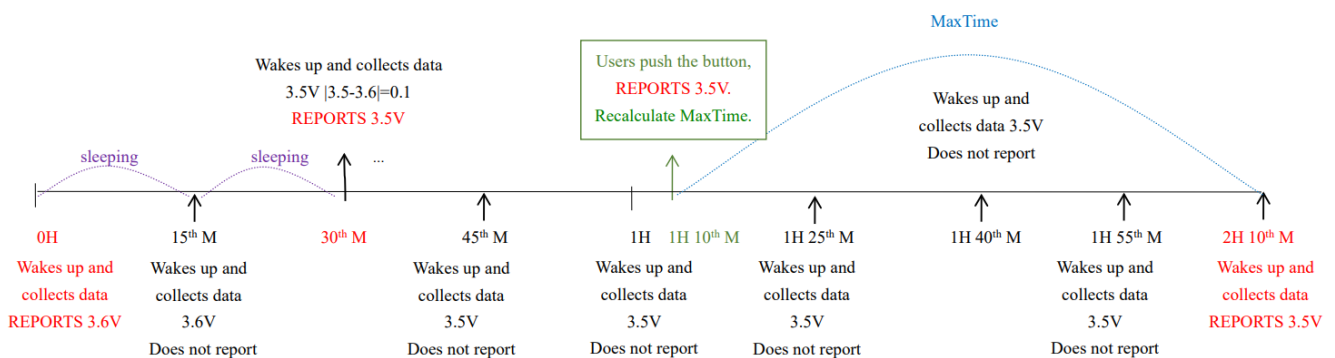 MaxTime
Wakes up and collects data
3.5V |3.5-3.6|=0.1
REPORTS 3.5V
Users push the button,
REPORTS 3.5V.
Recalculate MaxTime.
Wakes up and
collects data 3.5V
Does not report
sleeping
sleeping
...
0H
15th M
30th M
45th M
1H
1H 10th M
1H 25th M
1H 40th M
1H 55th M
2H 10th M
Wakes up and
collects data
REPORTS 3.6V
Wakes up and
collects data
3.6V
Does not report
Wakes up and
collects data
3.5V
Does not report
Wakes up and
collects data
3.5V
Does not report
Wakes up and
collects data
3.5V
Does not report
Wakes up and
collects data
3.5V
Does not report
Wakes up and
collects data
REPORTS 3.5V